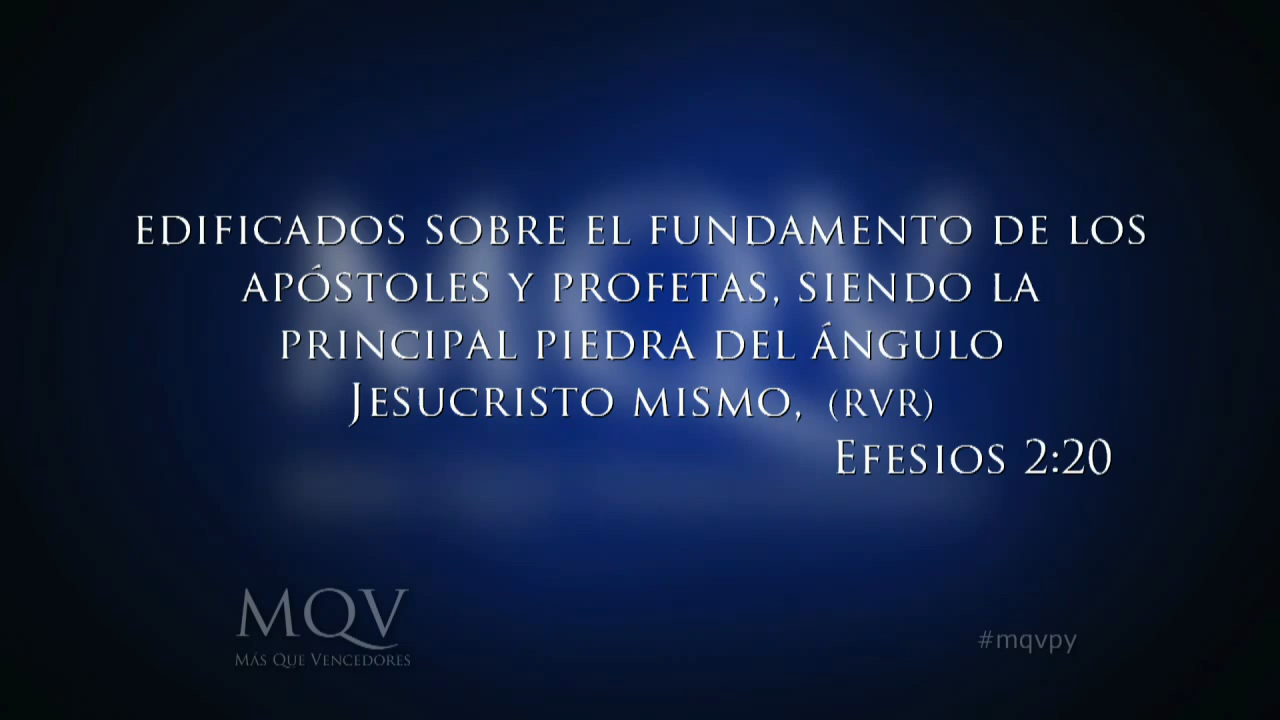 EDIFICADOS SOBRE EL FUNDAMENTO DE LOS
APÓSTOLES Y PROFETAS, SIENDO LA
PRINCIPAL PIEDRA DEL ÁNGULO
JESUCRISTO MISMO, (RVR)
EFESIOS 2:20
MQV
MÁS QUE VENCEDORES
#mqvpy